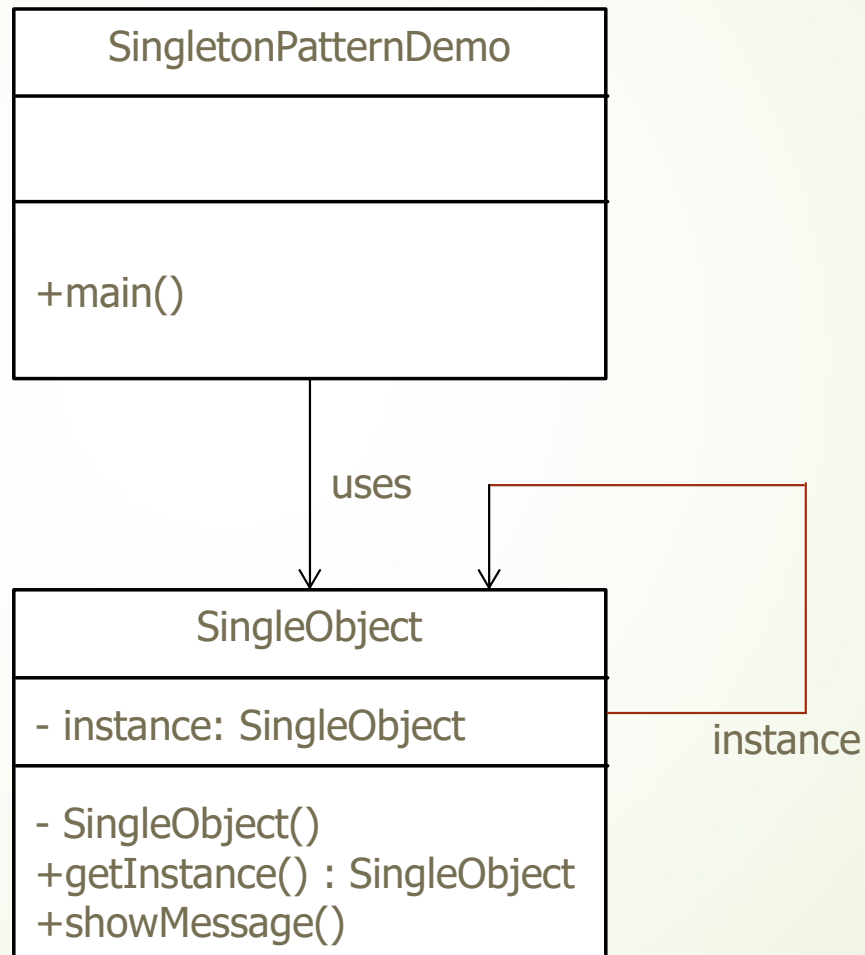 SingletonPatternDemo
+main()
uses
SingleObject
- instance: SingleObject
instance
- SingleObject()
+getInstance() : SingleObject
+showMessage()